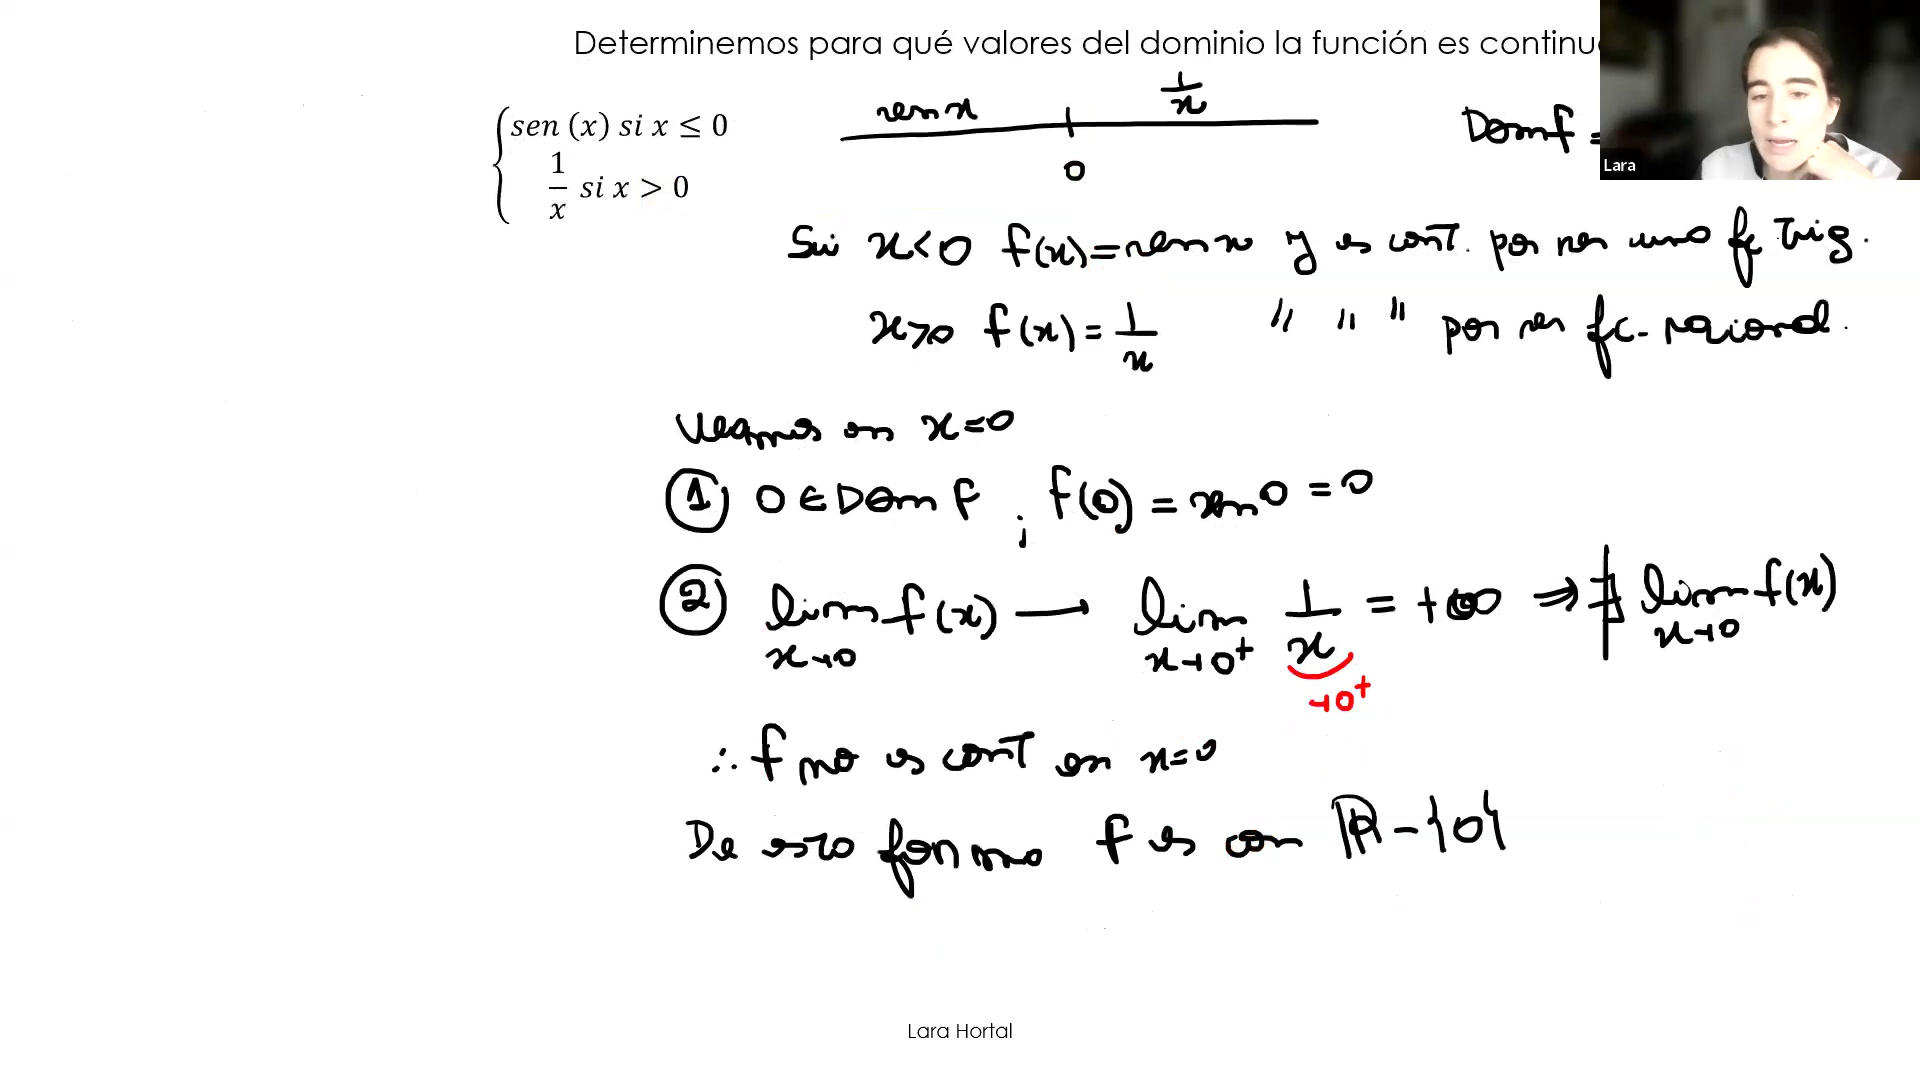 Determinemos para qué valores del dominio la función es continu
sen (x) si x ≤ 0
1/x si x > 0
sen x
1/x
0
Dom f =
Lara
Si x<0 f(x)=sen x y es cont. por ser una fc trig.
x>0 f(x)=1/x " " " por ser fc. racional.
Veamos en x=0
① 0 ∈ Dom f ; f(0) = sen 0 = 0
② lim x→0 f(x) → lim x→0⁺ 1/x = +∞ ⇒ ∄ lim x→0 f(x)
→0⁺
∴ f no es cont en x=0
De esta forma f es con ℝ - {0}
Lara Hortal